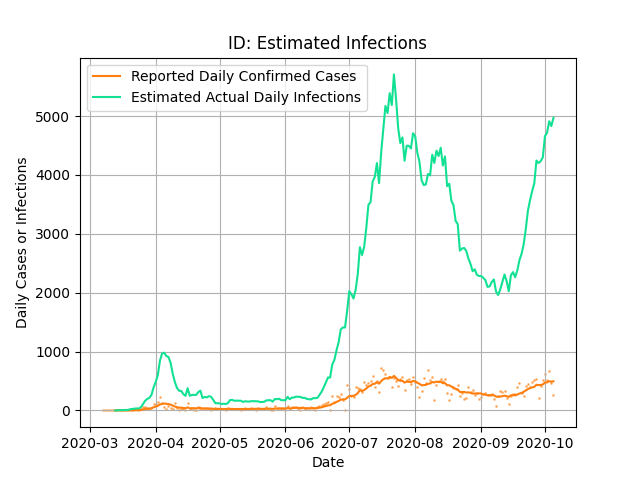 ID: Estimated Infections
Reported Daily Confirmed Cases
Estimated Actual Daily Infections
Daily Cases or Infections
5000
4000
3000
2000
1000
0
2020-03 2020-04 2020-05 2020-06 2020-07 2020-08 2020-09 2020-10
Date